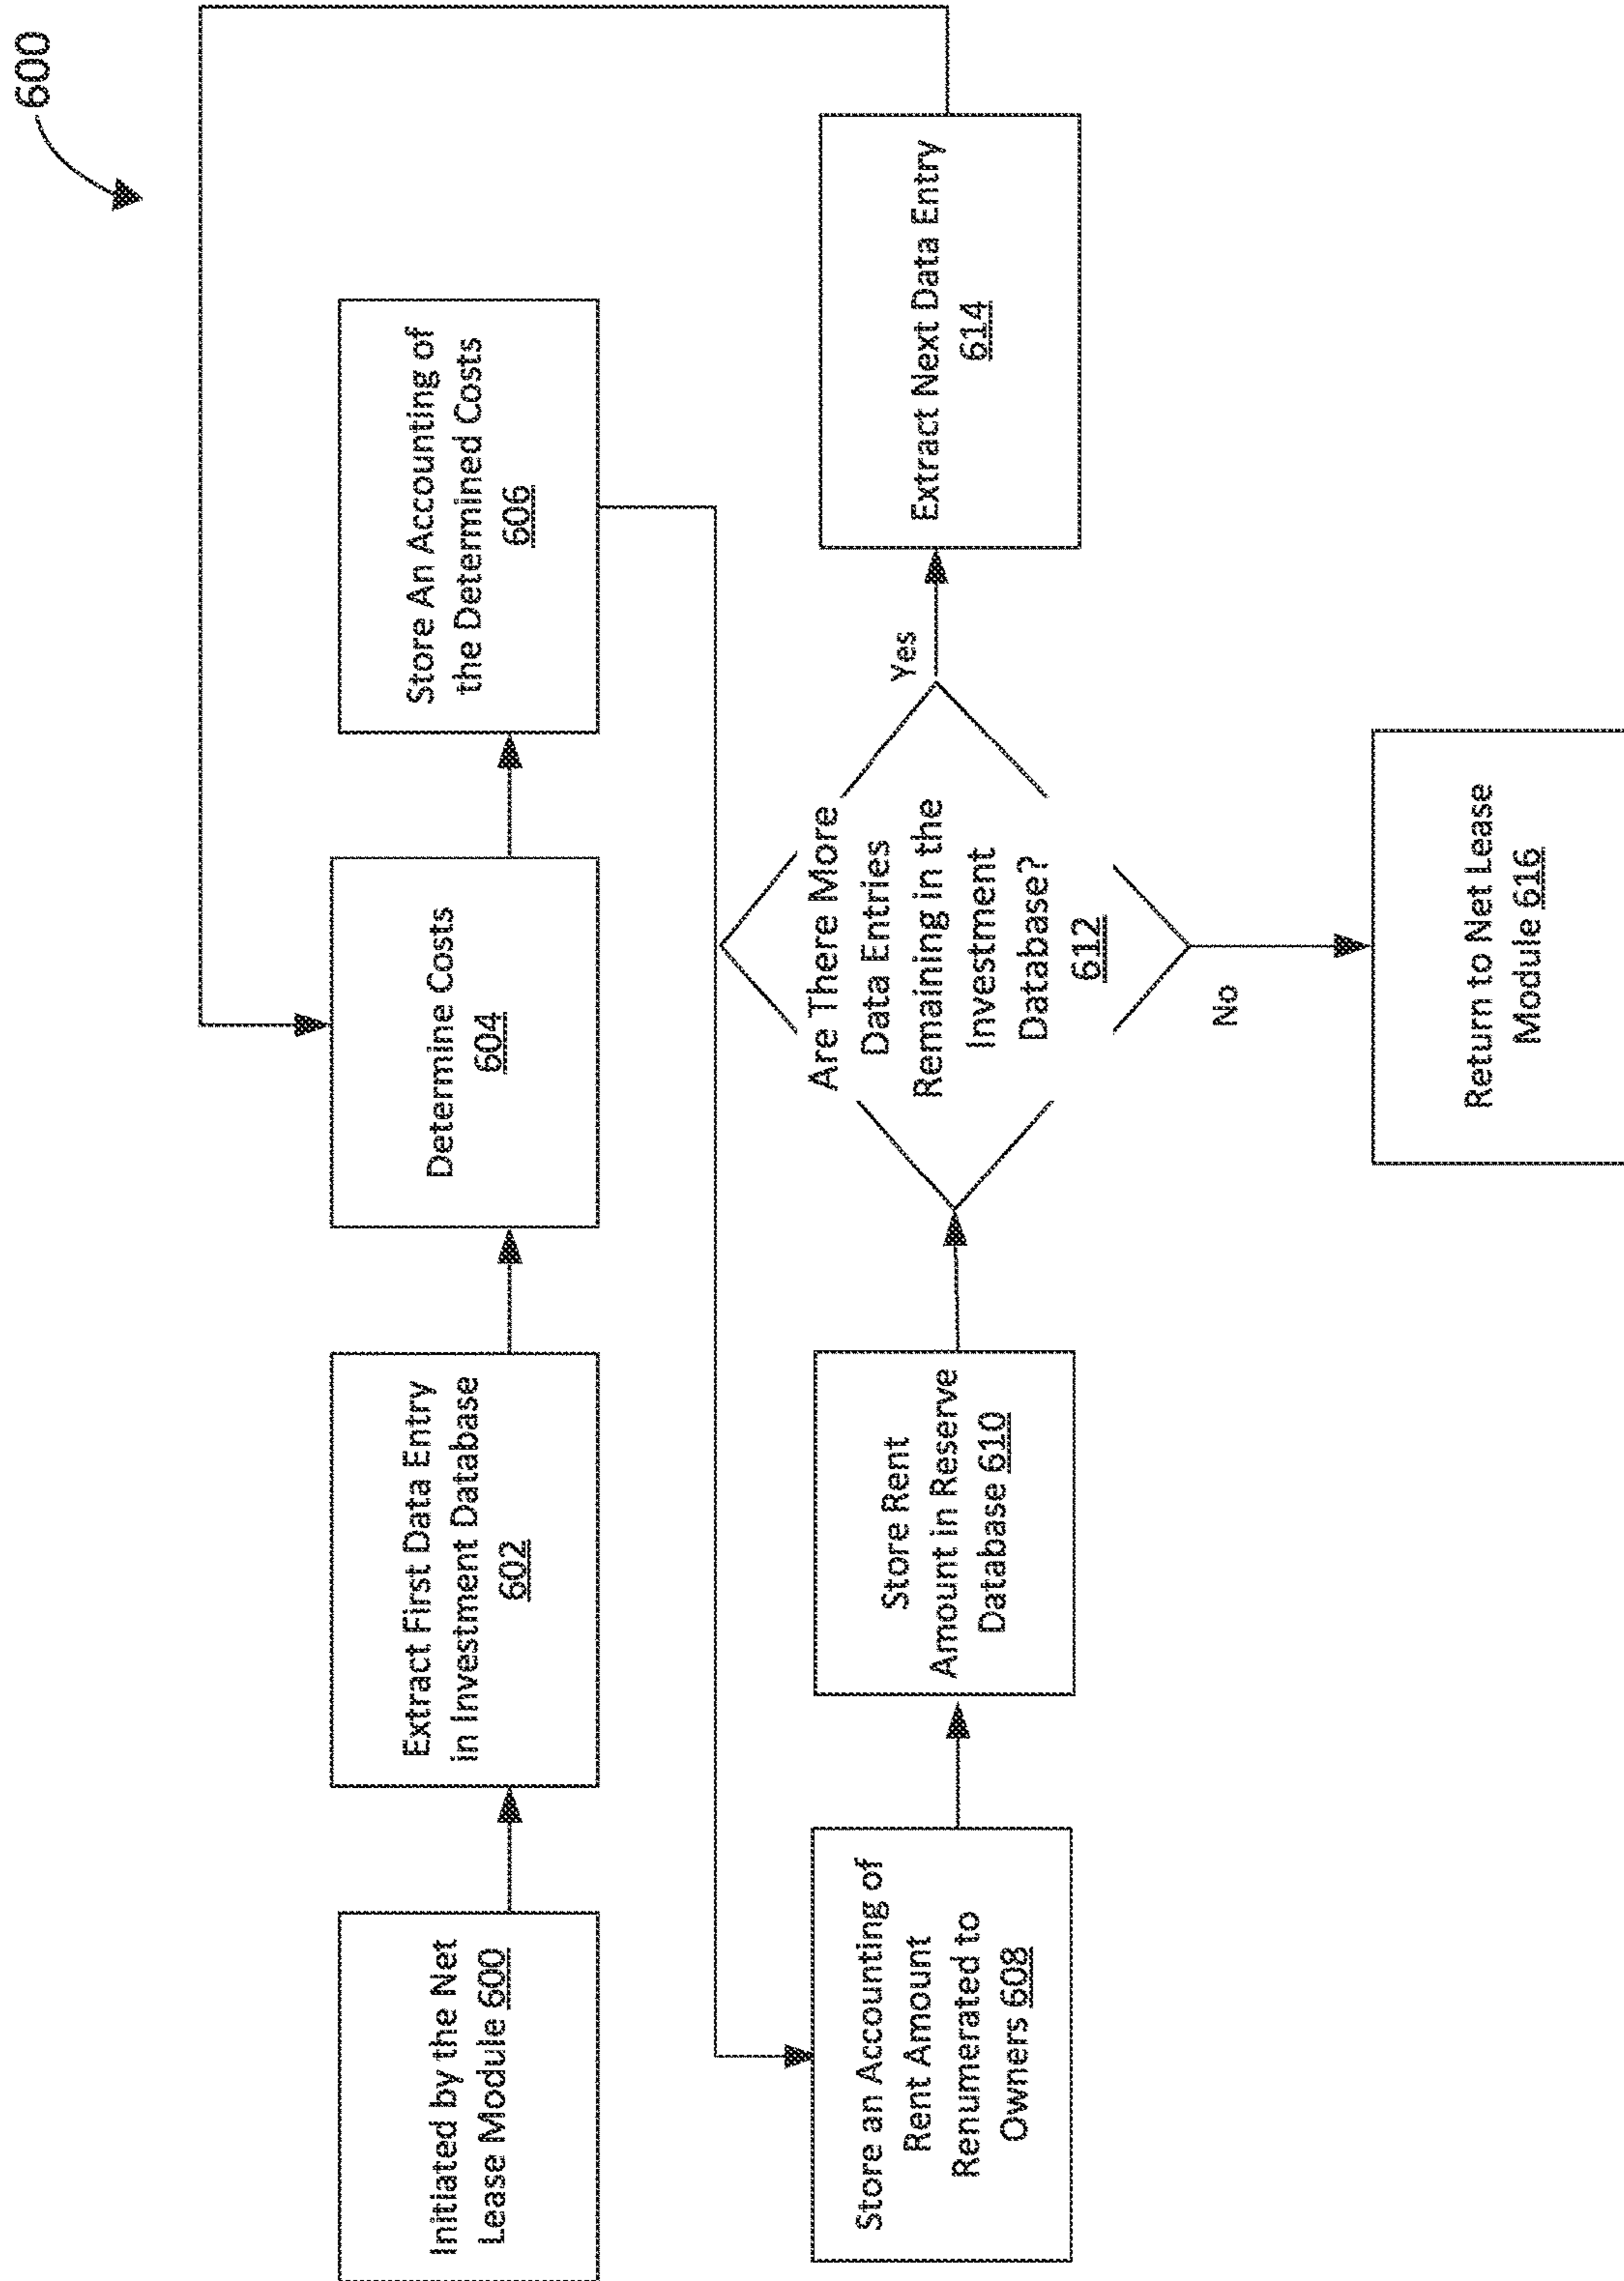 600
Initiated by the Net
Lease Module 600
Extract First Data Entry
in Investment Database
602
Determine Costs
604
Store An Accounting of
the Determined Costs
606
Store an Accounting of
Rent Amount
Renumerated to
Owners 608
Store Rent
Amount in Reserve
Database 610
Are There More
Data Entries
Remaining in the
Investment
Database?
612
Yes
Extract Next Data Entry
614
No
Return to Net Lease
Module 616